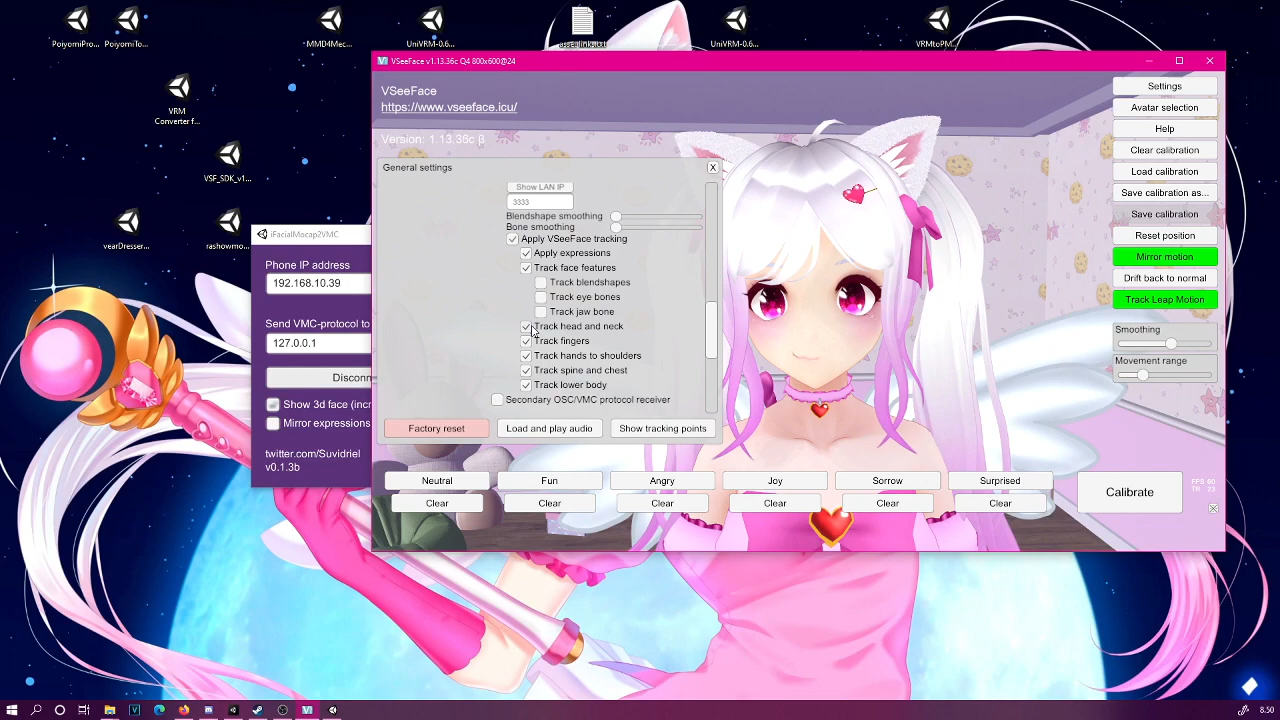 PoiyomiPro...
PoiyomiTo...
MMD4Mec...
UniVRM-0.6...
UniVRM-0.6...
VRMtoPM...
VRM
Converter f...
VSF_SDK_v1...
vearDresser...
rashowmo...
iFacialMocap2VMC
Phone IP address
192.168.10.39
Send VMC-protocol to
127.0.0.1
Disconn
Show 3d face (incr
Mirror expressions
twitter.com/Suvidriel
v0.1.3b
VSeeFace v1.13.36c Q4 800x600@24
VSeeFace
https://www.vseeface.icu/
Version: 1.13.36c β
General settings
X
Show LAN IP
3333
Blendshape smoothing
Bone smoothing
Apply VSeeFace tracking
Apply expressions
Track face features
Track blendshapes
Track eye bones
Track jaw bone
Track head and neck
Track fingers
Track hands to shoulders
Track spine and chest
Track lower body
Secondary OSC/VMC protocol receiver
Factory reset
Load and play audio
Show tracking points
Settings
Avatar selection
Help
Clear calibration
Load calibration
Save calibration as...
Save calibration
Reset position
Mirror motion
Drift back to normal
Track Leap Motion
Smoothing
Movement range
Neutral
Fun
Angry
Joy
Sorrow
Surprised
Clear
Clear
Clear
Clear
Clear
Clear
Calibrate
FPS 60
TR 23
8.50